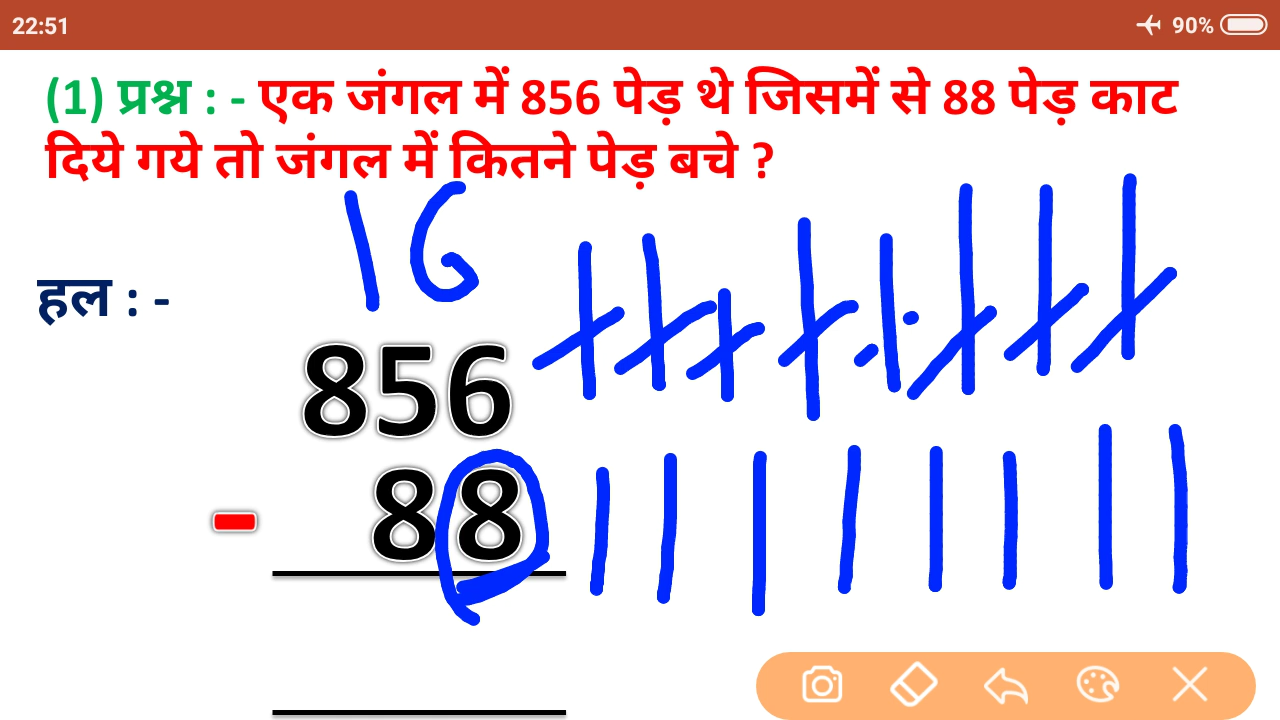 22:51 90%
(1) प्रश्न : - एक जंगल में 856 पेड़ थे जिसमें से 88 पेड़ काट
दिये गये तो जंगल में कितने पेड़ बचे ?
16
हल : -
856
- 88